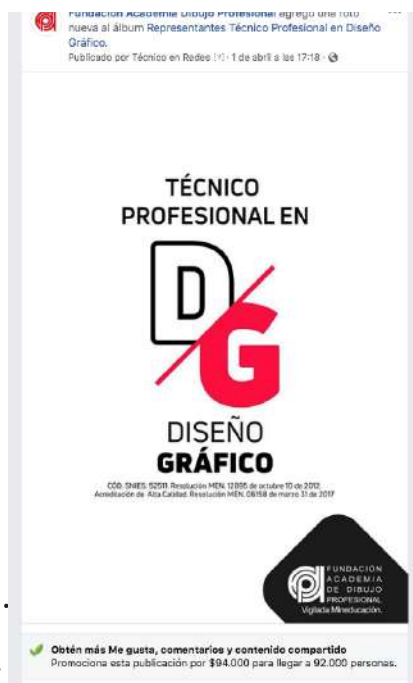 Fundación Academia Dibujo Profesional agregó una foto
nueva al álbum Representantes Técnico Profesional en Diseño
Gráfico.
Publicado por Técnico en Redes [?] · 1 de abril a las 17:18 ·
TÉCNICO
PROFESIONAL EN
D/G
DISEÑO
GRÁFICO
CÓD. SNIES: 52511. Resolución MEN. 12895 de octubre 10 de 2012.
Acreditación de Alta Calidad. Resolución MEN. 06158 de marzo 31 de 2017
FUNDACIÓN
ACADEMIA
DE DIBUJO
PROFESIONAL
Vigilada Mineducación.
Obtén más Me gusta, comentarios y contenido compartido
Promociona esta publicación por $94.000 para llegar a 92.000 personas.